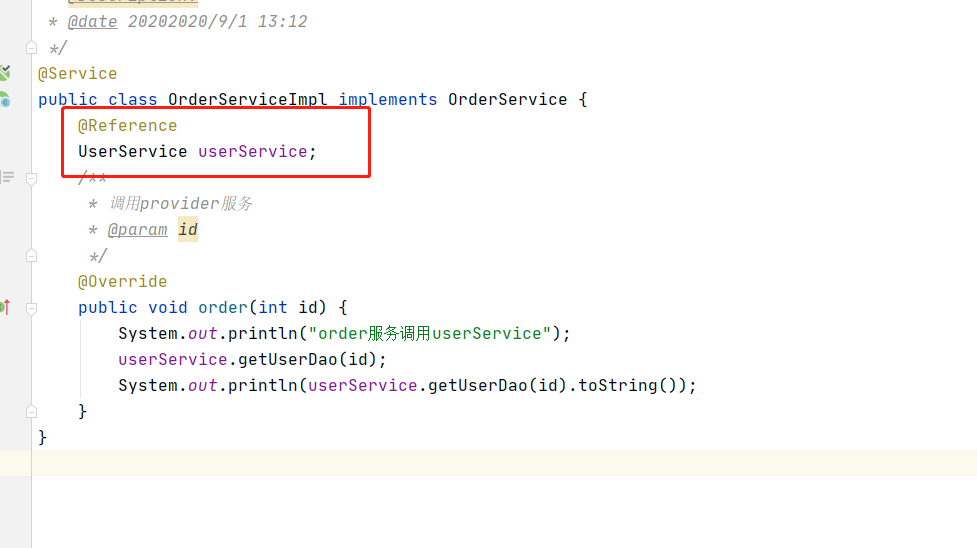 * @date 20202020/9/1 13:12
*/
@Service
public class OrderServiceImpl implements OrderService {
@Reference
UserService userService;
/**
* 调用provider服务
* @param id
*/
@Override
public void order(int id) {
System.out.println("order服务调用userService");
userService.getUserDao(id);
System.out.println(userService.getUserDao(id).toString());
}
}